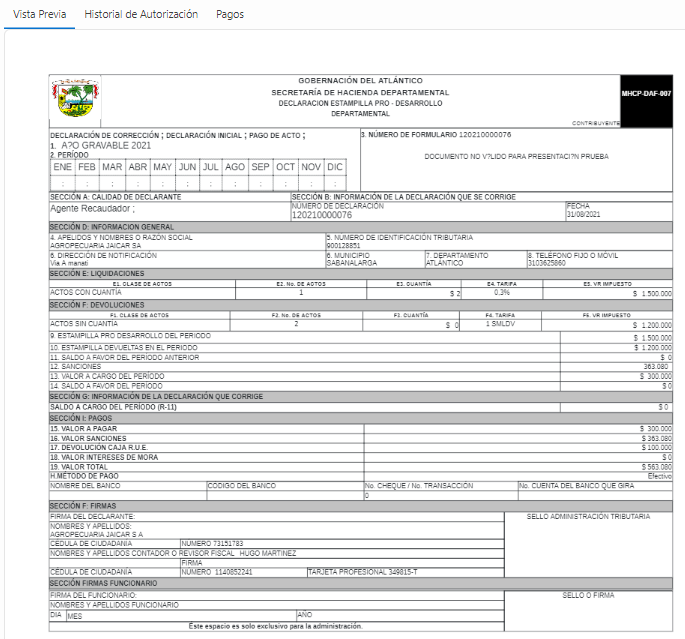 Vista Previa Historial de Autorización Pagos
GOBERNACIÓN DEL ATLÁNTICO
SECRETARÍA DE HACIENDA DEPARTAMENTAL
DECLARACION ESTAMPILLA PRO - DESARROLLO
DEPARTAMENTAL
MHCP-DAF-007
CONTRIBUYENTE
DECLARACIÓN DE CORRECCIÓN ; DECLARACIÓN INICIAL ; PAGO DE ACTO ;
3. NÚMERO DE FORMULARIO 120210000076
1. A?O GRAVABLE 2021
2. PERÍODO
DOCUMENTO NO V?LIDO PARA PRESENTACI?N PRUEBA
ENE FEB MAR ABR MAY JUN JUL AGO SEP OCT NOV DIC
: : : : : : : : : : : :
SECCIÓN A: CALIDAD DE DECLARANTE SECCIÓN B: INFORMACIÓN DE LA DECLARACIÓN QUE SE CORRIGE
Agente Recaudador ; NÚMERO DE DECLARACIÓN FECHA
120210000076 31/08/2021
SECCIÓN D: INFORMACION GENERAL
4. APELIDOS Y NOMBRES O RAZÓN SOCIAL 5. NÚMERO DE IDENTIFICACIÓN TRIBUTARIA
AGROPECUARIA JAICAR SA 900128851
6. DIRECCIÓN DE NOTIFICACIÓN 6. MUNICIPIO 7. DEPARTAMENTO 8. TELÉFONO FIJO O MÓVIL
Via A manati SABANALARGA ATLÁNTICO 3103625860
SECCIÓN E: LIQUIDACIONES
E1. CLASE DE ACTOS E2. No. DE ACTOS E3. CUANTÍA E4. TARIFA E5. VR IMPUESTO
ACTOS CON CUANTÍA 1 $ 2 0.3% $ 1.500.000
SECCIÓN F: DEVOLUCIONES
F1. CLASE DE ACTOS F2. No. DE ACTOS F3. CUANTÍA F4. TARIFA F5. VR IMPUESTO
ACTOS SIN CUANTÍA 2 $ 0 1 SMLDV $ 1.200.000
9. ESTAMPILLA PRO DESARROLLO DEL PERIODO $ 1.500.000
10. ESTAMPILLA DEVUELTAS EN EL PERÍODO $ 1.200.000
11. SALDO A FAVOR DEL PERÍODO ANTERIOR $ 0
12. SANCIONES 363.080
13. VALOR A CARGO DEL PERÍODO $ 300.000
14. SALDO A FAVOR DEL PERÍODO $ 0
SECCIÓN G: INFORMACIÓN DE LA DECLARACIÓN QUE CORRIGE
SALDO A CARGO DEL PERÍODO (R-11) $ 0
SECCIÓN I: PAGOS
15. VALOR A PAGAR $ 300.000
16. VALOR SANCIONES $ 363.080
17. DEVOLUCIÓN CAJA R.U.E. $ 100.000
18. VALOR INTERESES DE MORA $ 0
19. VALOR TOTAL $ 563.080
H.MÉTODO DE PAGO Efectivo
NOMBRE DEL BANCO CÓDIGO DEL BANCO No. CHEQUE / No. TRANSACCIÓN No. CUENTA DEL BANCO QUE GIRA
0
SECCIÓN F: FIRMAS
FIRMA DEL DECLARANTE: SELLO ADMINISTRACIÓN TRIBUTARIA
NOMBRES Y APELLIDOS:
AGROPECUARIA JAICAR S A
CEDULA DE CIUDADANÍA NUMERO 73151783
NOMBRES Y APELLIDOS CONTADOR O REVISOR FISCAL HUGO MARTINEZ
FIRMA
CEDULA DE CIUDADANÍA NÚMERO 1140852241 TARJETA PROFESIONAL 349815-T
SECCIÓN FIRMAS FUNCIONARIO
FIRMA DEL FUNCIONARIO: SELLO O FIRMA
NOMBRES Y APELLIDOS FUNCIONARIO
DIA MES AÑO
Este espacio es solo exclusivo para la administración.